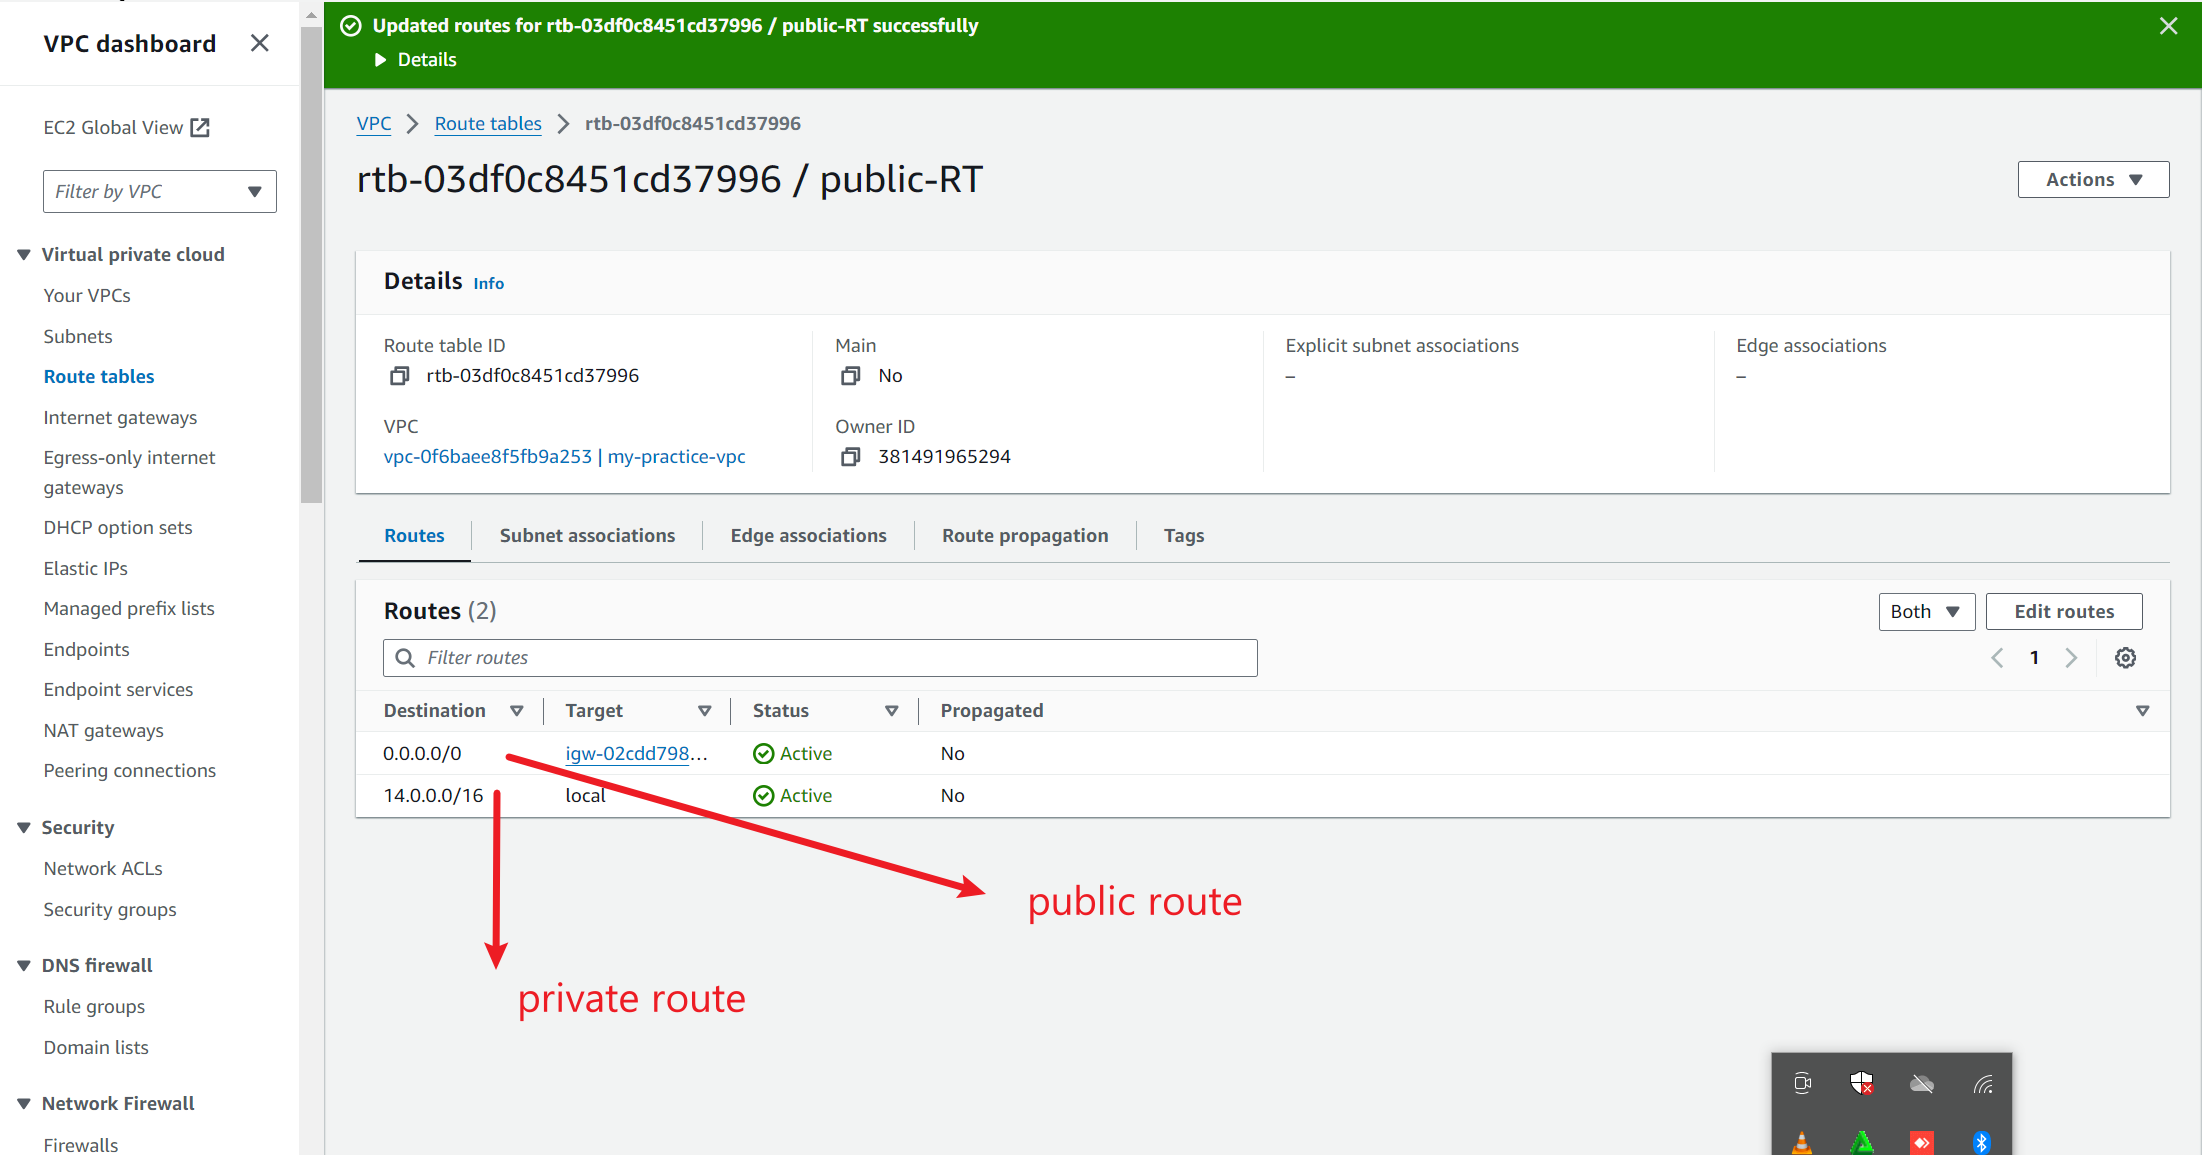 VPC dashboard
EC2 Global View
Filter by VPC
Virtual private cloud
Your VPCs
Subnets
Route tables
Internet gateways
Egress-only internet
gateways
DHCP option sets
Elastic IPs
Managed prefix lists
Endpoints
Endpoint services
NAT gateways
Peering connections
Security
Network ACLs
Security groups
DNS firewall
Rule groups
Domain lists
Network Firewall
Firewalls
Updated routes for rtb-03df0c8451cd37996 / public-RT successfully
Details
VPC Route tables rtb-03df0c8451cd37996
rtb-03df0c8451cd37996 / public-RT
Actions
Details Info
Route table ID
rtb-03df0c8451cd37996
Main
No
Explicit subnet associations
–
Edge associations
–
VPC
vpc-0f6baee8f5fb9a253 | my-practice-vpc
Owner ID
381491965294
Routes Subnet associations Edge associations Route propagation Tags
Routes (2)
Both Edit routes
Filter routes
1
Destination Target Status Propagated
0.0.0.0/0 igw-02cdd798… Active No
14.0.0.0/16 local Active No
public route
private route